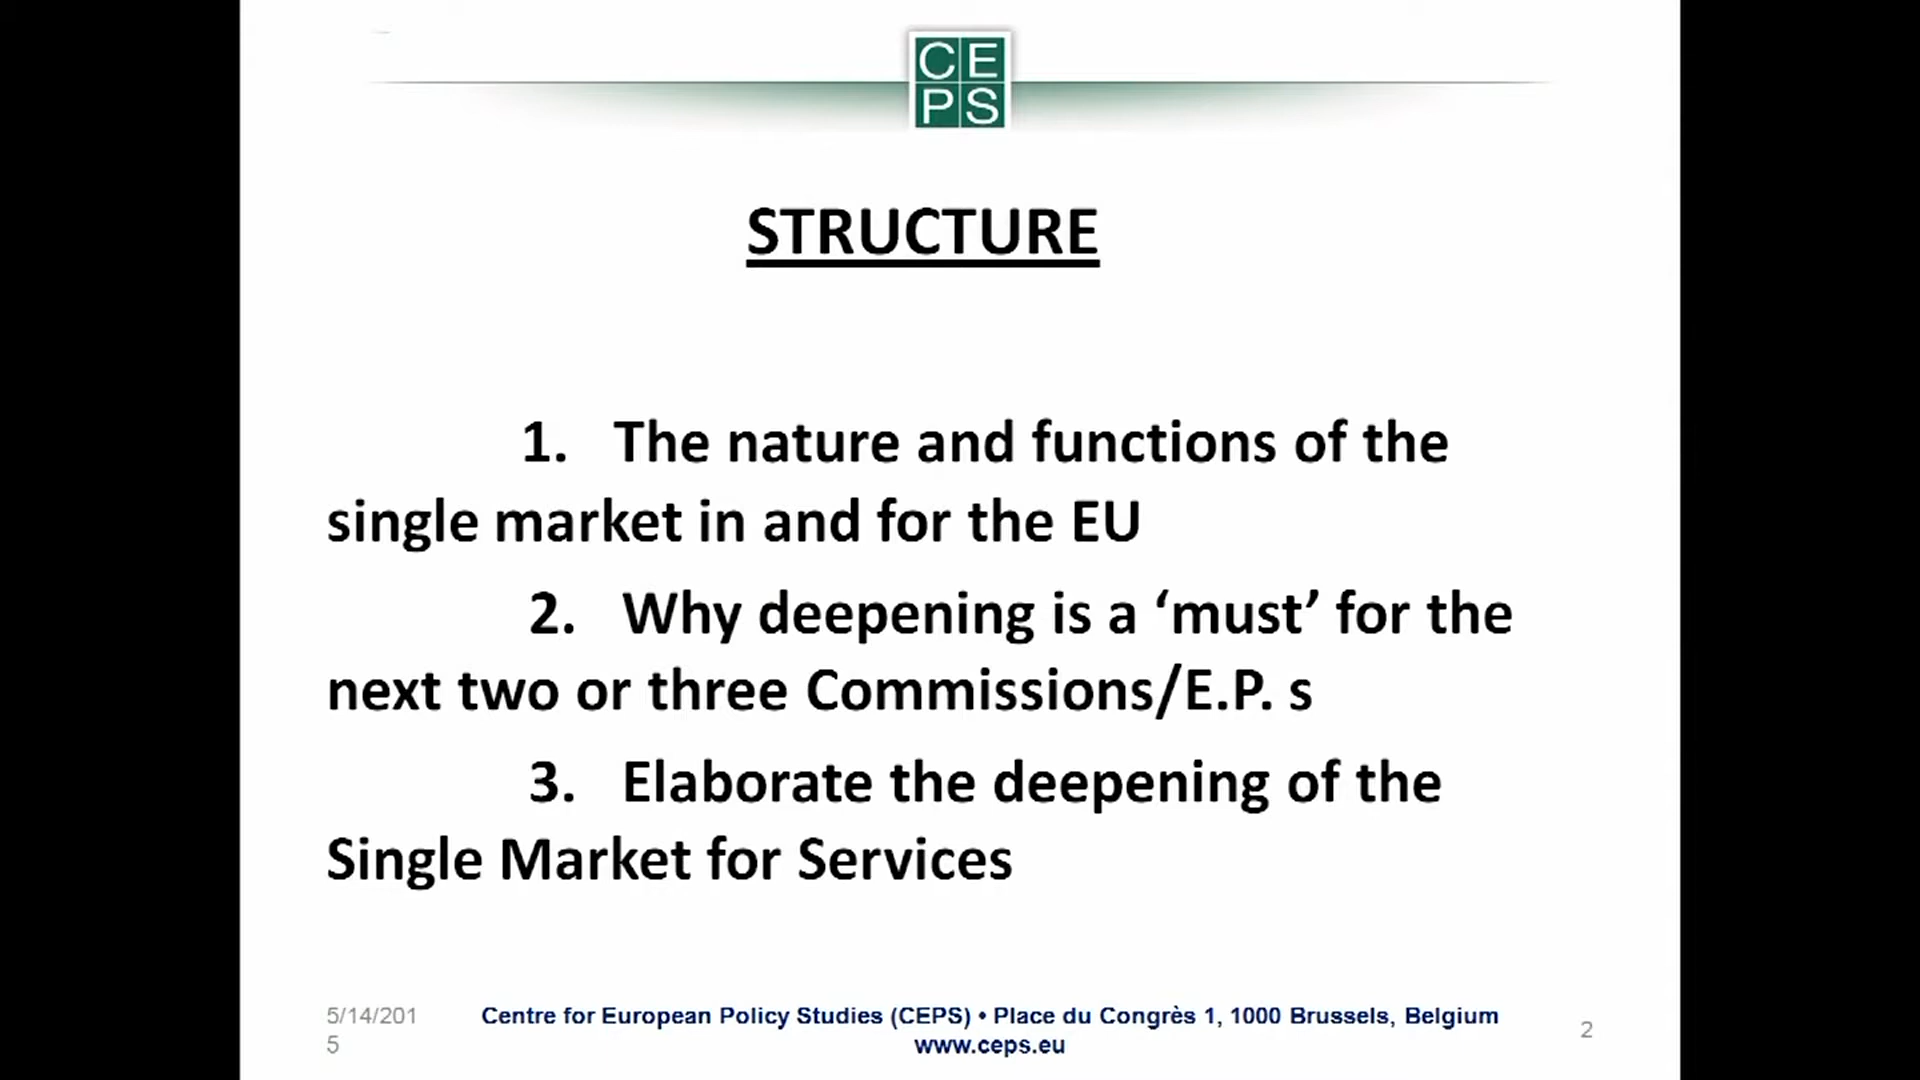 CE
PS
STRUCTURE
1. The nature and functions of the
single market in and for the EU
2. Why deepening is a ‘must’ for the
next two or three Commissions/E.P. s
3. Elaborate the deepening of the
Single Market for Services
5/14/201
5
Centre for European Policy Studies (CEPS) • Place du Congrès 1, 1000 Brussels, Belgium
www.ceps.eu
2